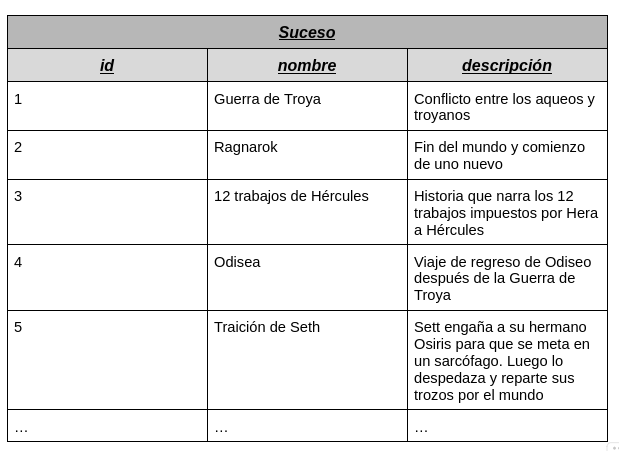 Suceso
id nombre descripción
1 Guerra de Troya Conflicto entre los aqueos y
troyanos
2 Ragnarok Fin del mundo y comienzo
de uno nuevo
3 12 trabajos de Hércules Historia que narra los 12
trabajos impuestos por Hera
a Hércules
4 Odisea Viaje de regreso de Odiseo
después de la Guerra de
Troya
5 Traición de Seth Sett engaña a su hermano
Osiris para que se meta en
un sarcófago. Luego lo
despedaza y reparte sus
trozos por el mundo
… … …